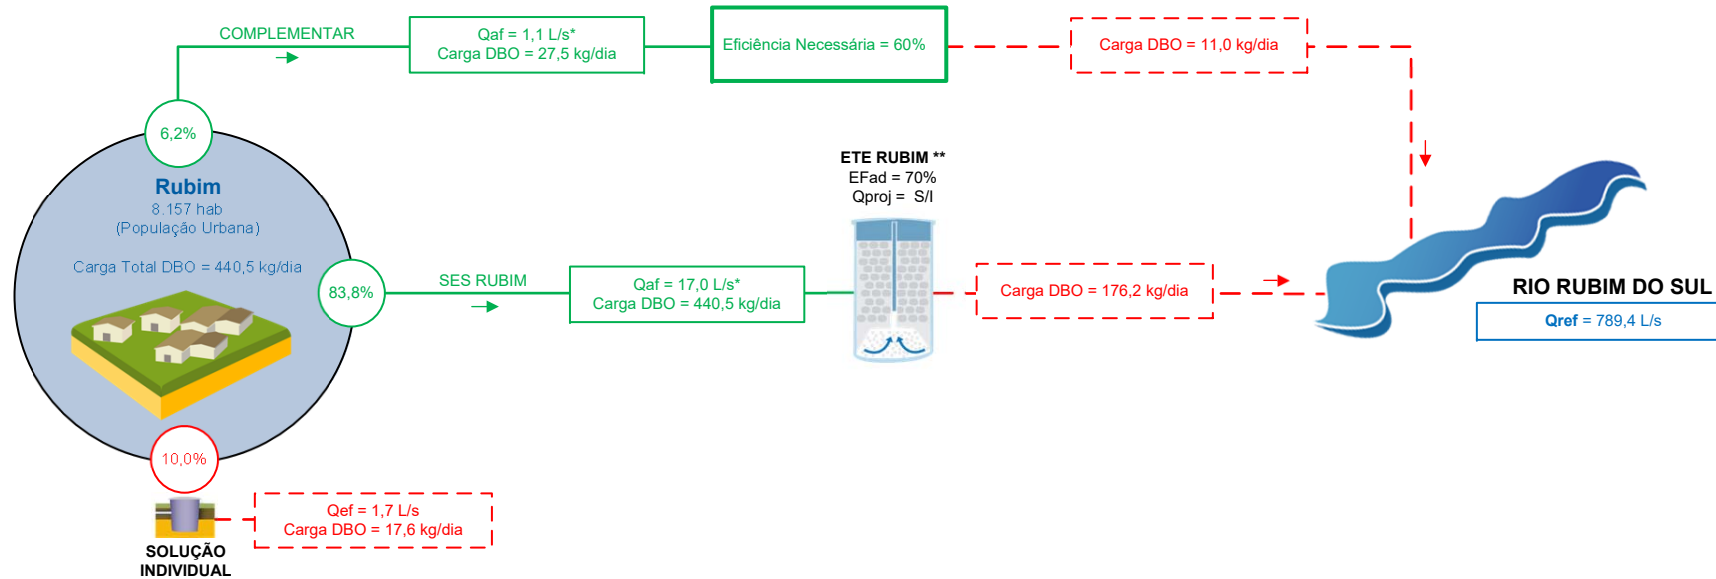 COMPLEMENTAR
Qaf = 1,1 L/s*
Carga DBO = 27,5 kg/dia
Eficiência Necessária = 60%
Carga DBO = 11,0 kg/dia
6,2%
Rubim
8.157 hab
(População Urbana)
Carga Total DBO = 440,5 kg/dia
83,8%
SES RUBIM
Qaf = 17,0 L/s*
Carga DBO = 440,5 kg/dia
ETE RUBIM **
EFad = 70%
Qproj = S/I
Carga DBO = 176,2 kg/dia
RIO RUBIM DO SUL
Qref = 789,4 L/s
10,0%
Qef = 1,7 L/s
Carga DBO = 17,6 kg/dia
SOLUÇÃO
INDIVIDUAL